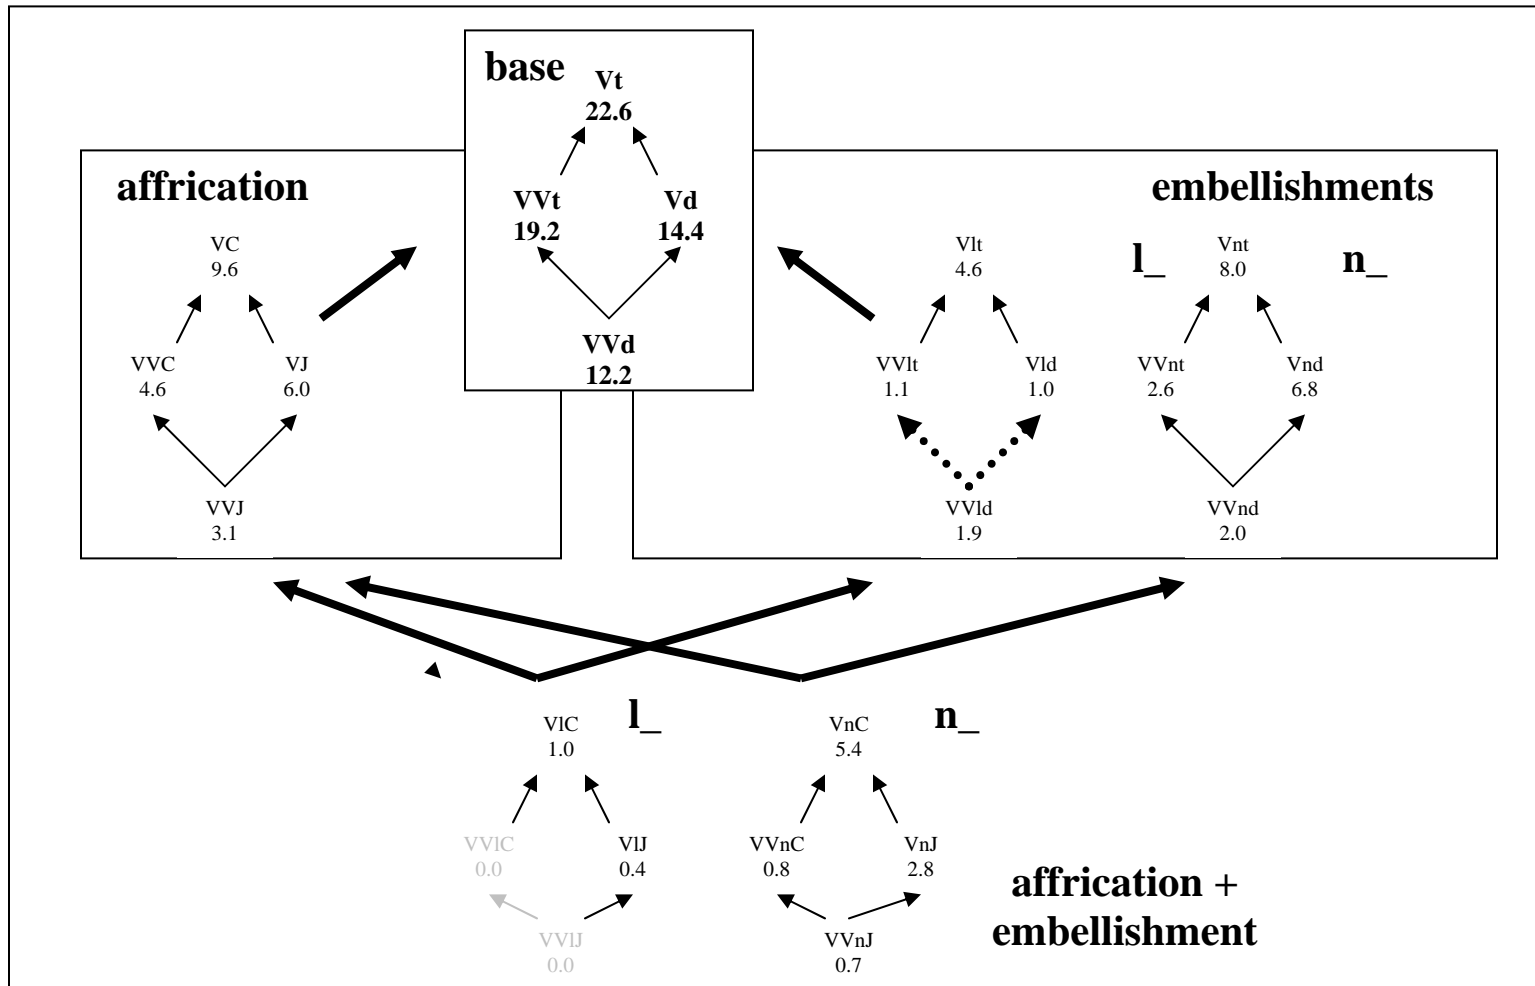 base
Vt
22.6
VVt
19.2
Vd
14.4
VVd
12.2
affrication
VC
9.6
VVC
4.6
VJ
6.0
VVJ
3.1
embellishments
Vlt
4.6
l_
Vnt
8.0
n_
VVlt
1.1
Vld
1.0
VVnt
2.6
Vnd
6.8
VVld
1.9
VVnd
2.0
VlC
1.0
l_
VnC
5.4
n_
VVlC
0.0
VlJ
0.4
VVnC
0.8
VnJ
2.8
VVlJ
0.0
VVnJ
0.7
affrication +
embellishment